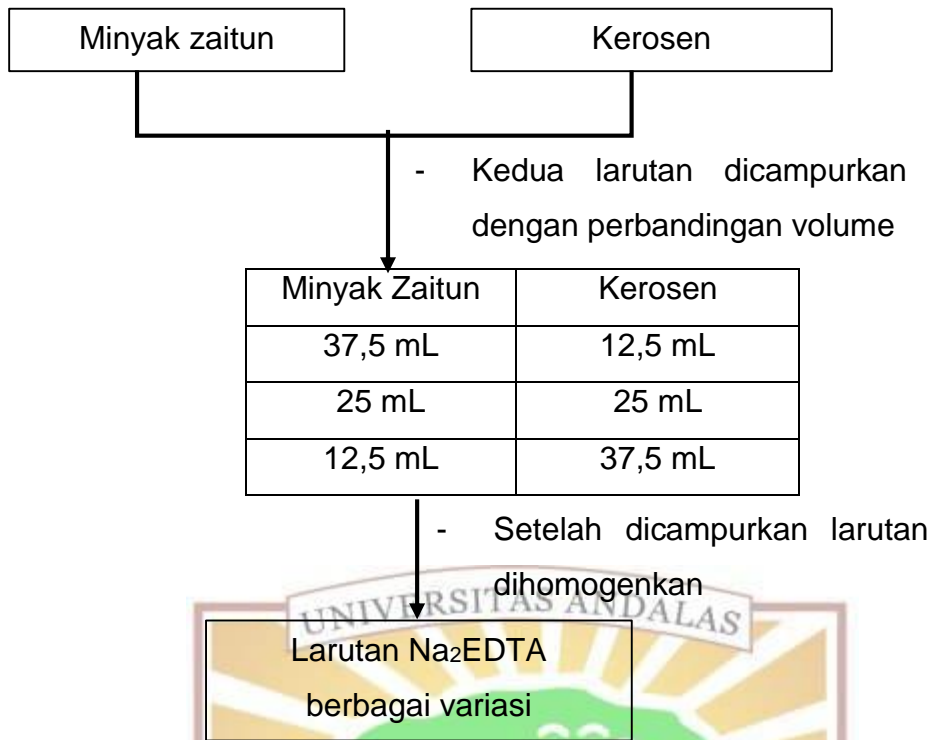 Minyak zaitun
Kerosen
- Kedua larutan dicampurkan
dengan perbandingan volume
Minyak Zaitun Kerosen
37,5 mL 12,5 mL
25 mL 25 mL
12,5 mL 37,5 mL
- Setelah dicampurkan larutan
dihomogenkan
UNIVERSITAS ANDALAS
Larutan Na₂EDTA
berbagai variasi